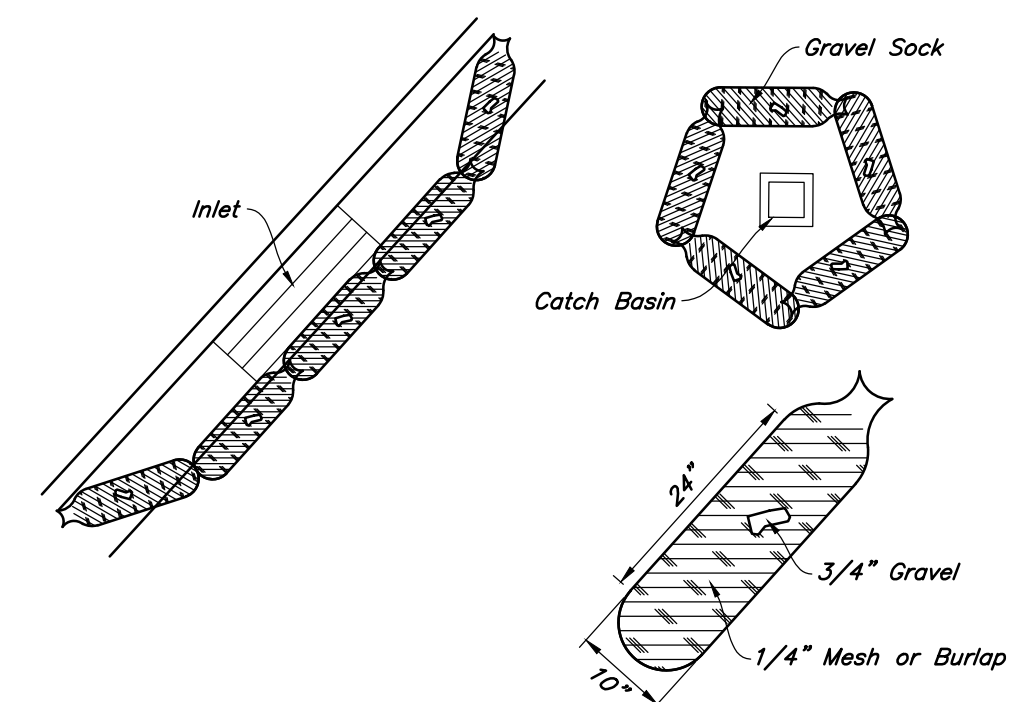 Gravel Sock
Inlet
Catch Basin
24”
3/4” Gravel
1/4” Mesh or Burlap
10”